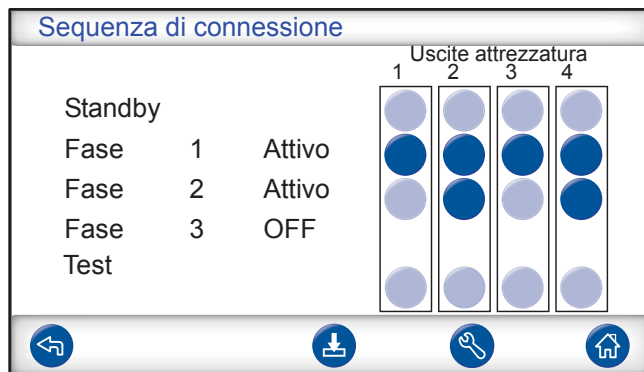 Sequenza di connessione
Uscite attrezzatura
1 2 3 4
Standby
Fase 1 Attivo
Fase 2 Attivo
Fase 3 OFF
Test